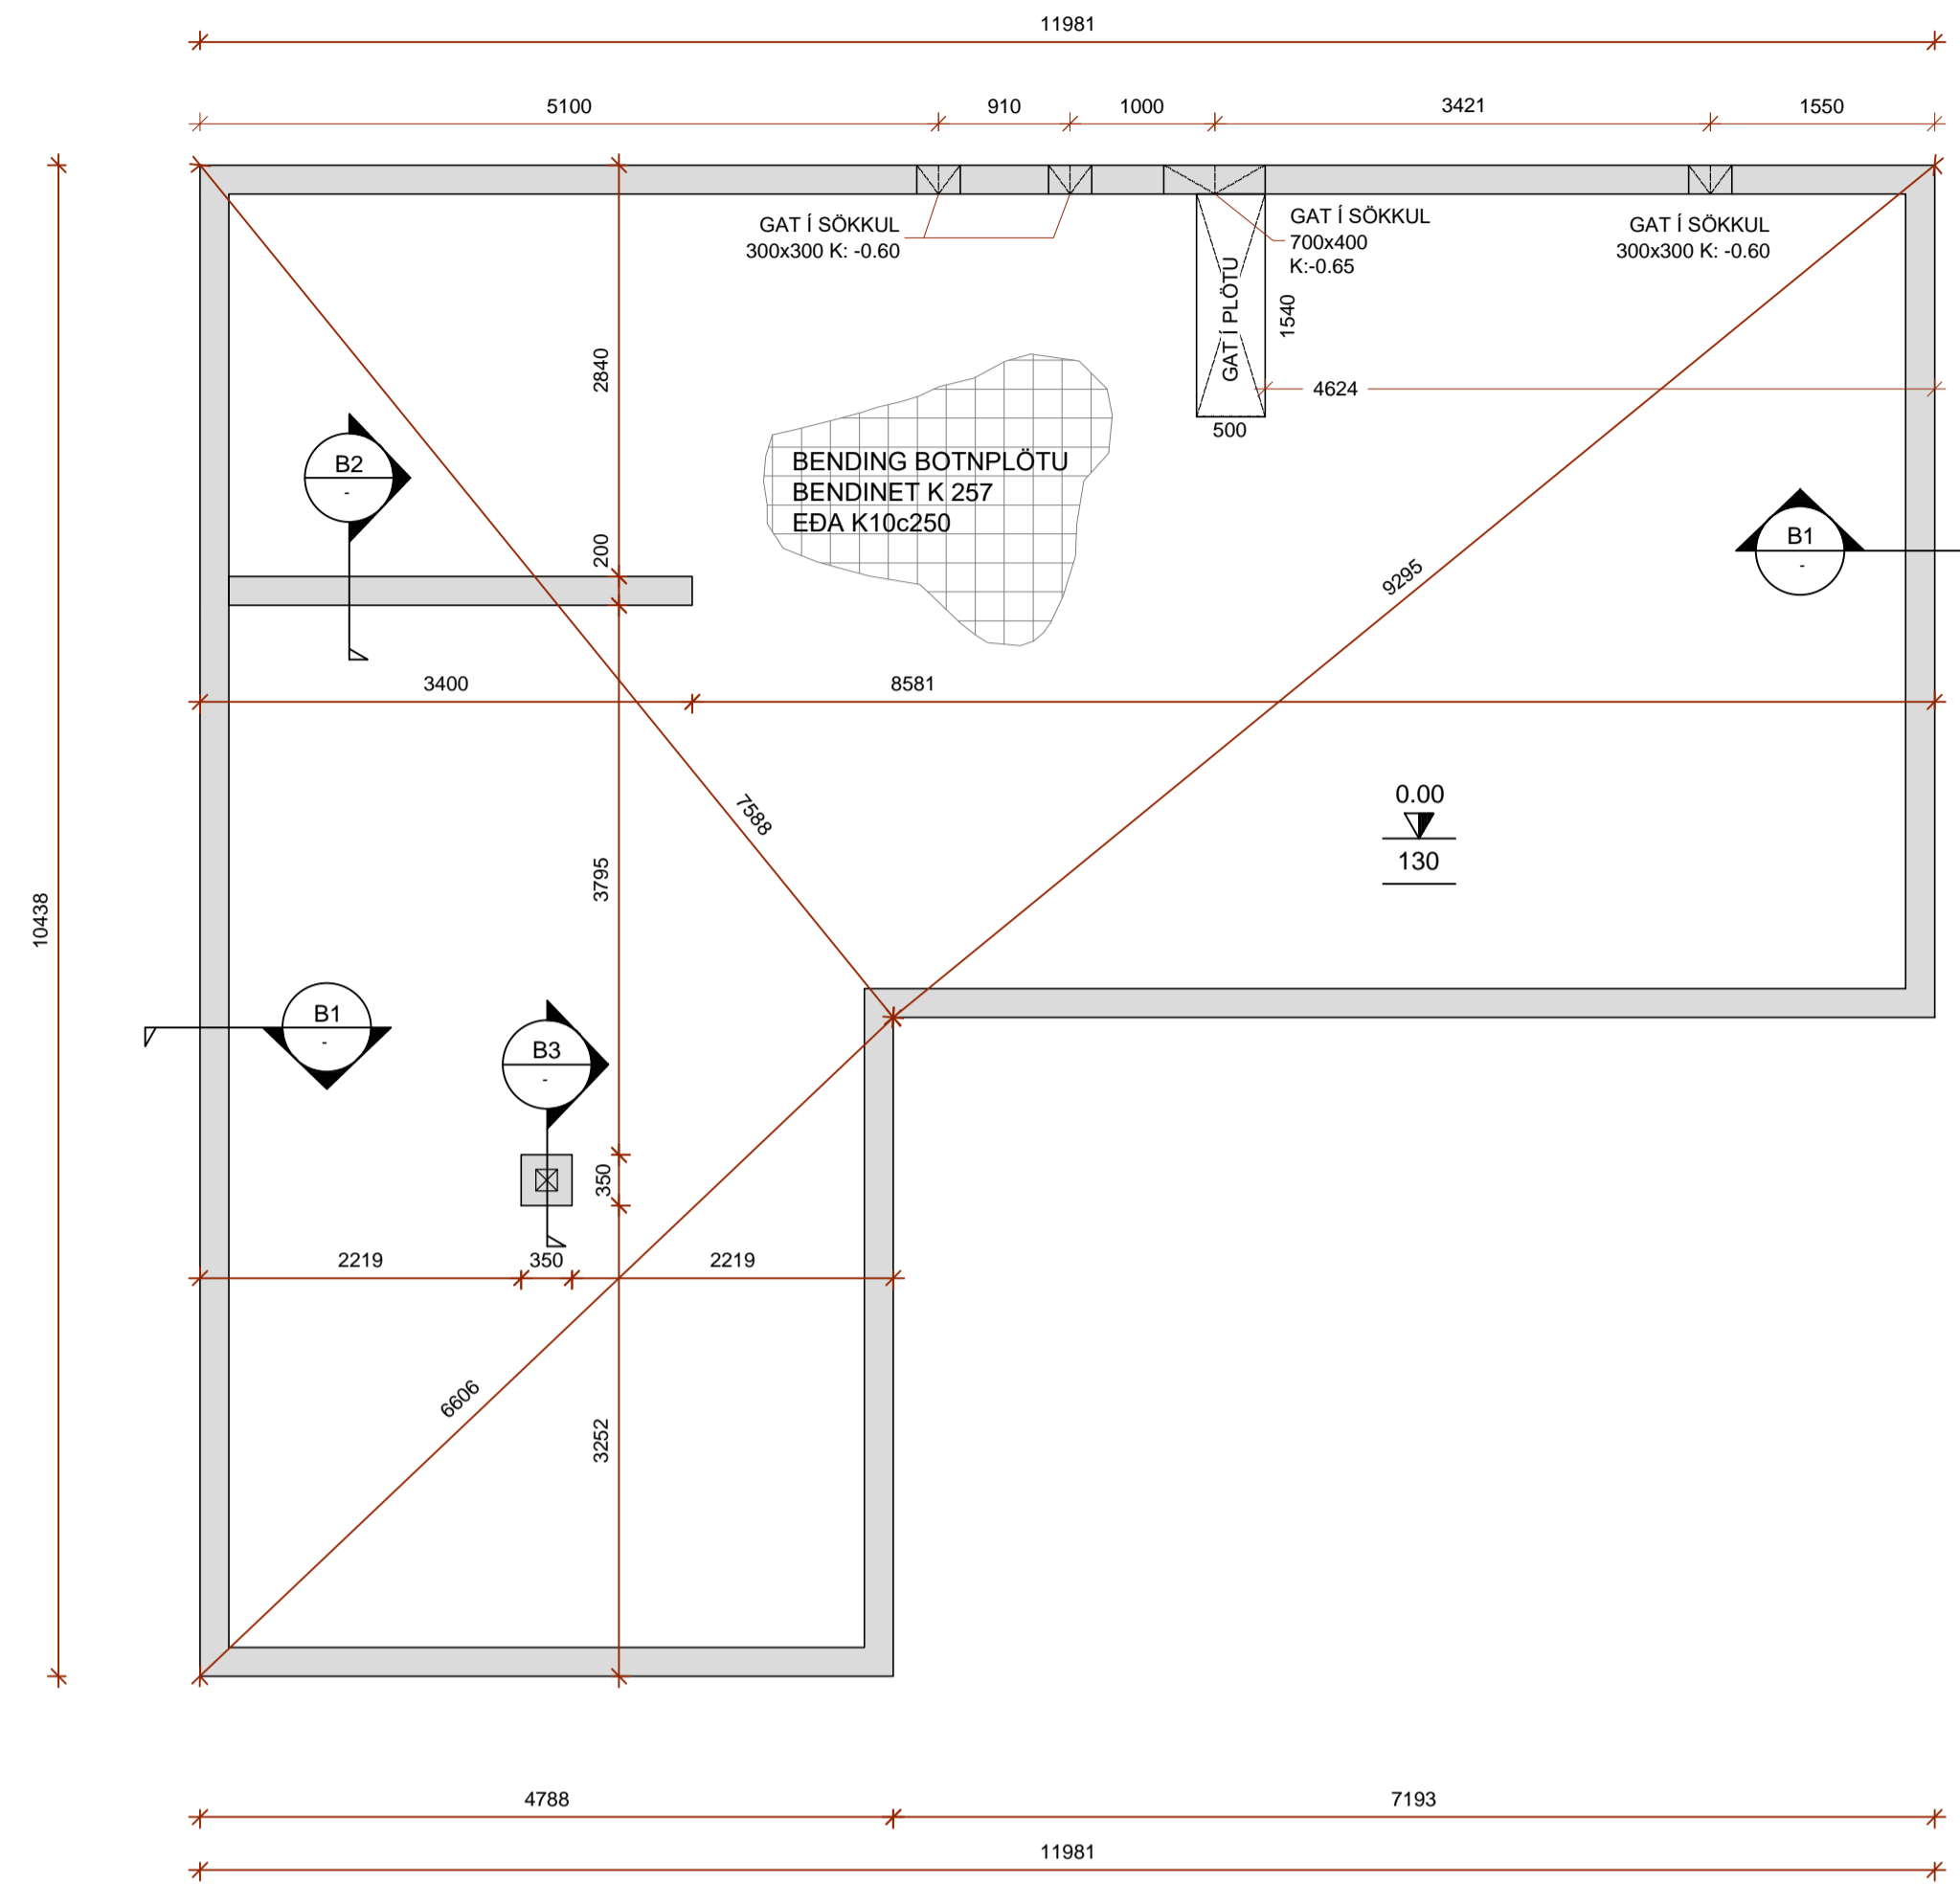 11981
5100
910
1000
3421
1550
GAT Í SÖKKUL
300x300 K: -0.60
GAT Í SÖKKUL
700x400
K:-0.65
GAT Í SÖKKUL
300x300 K: -0.60
GAT Í PLÖTU
1540
4624
500
2840
B2
-
BENDING BOTNPLÖTU
BENDINET K 257
EÐA K10c250
200
B1
-
9295
3400
8581
7588
0.00
130
3795
10438
B1
-
B3
-
350
2219
350
2219
6606
3252
4788
7193
11981